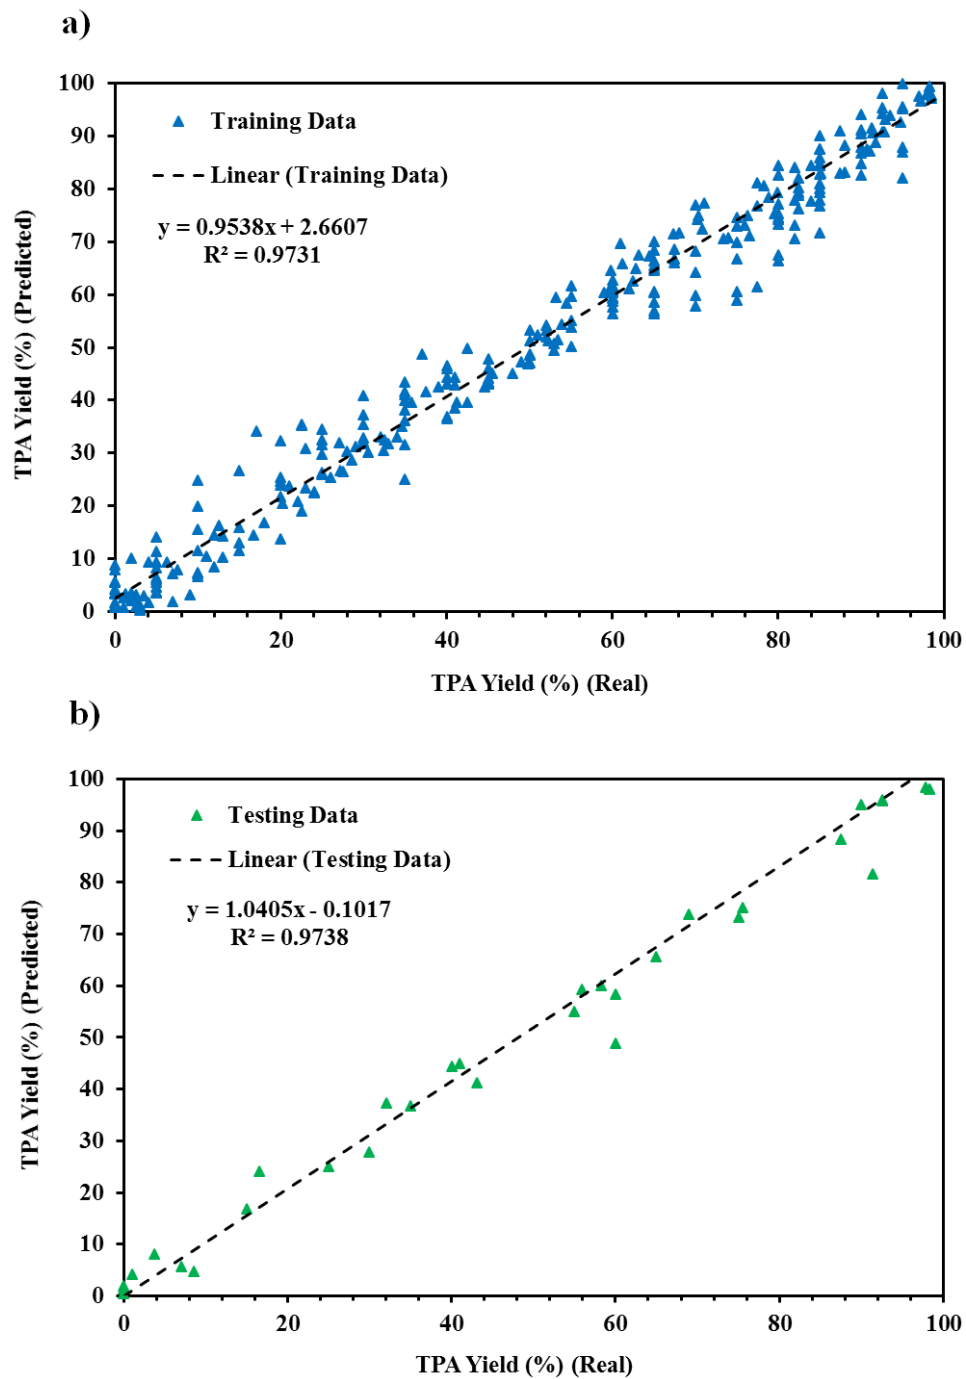 a)
100
90
80
70
60
50
40
30
20
10
0
TPA Yield (%) (Predicted)
Training Data
Linear (Training Data)
y = 0.9538x + 2.6607
R² = 0.9731
0 20 40 60 80 100
TPA Yield (%) (Real)
b)
100
90
80
70
60
50
40
30
20
10
0
TPA Yield (%) (Predicted)
Testing Data
Linear (Testing Data)
y = 1.0405x - 0.1017
R² = 0.9738
0 20 40 60 80 100
TPA Yield (%) (Real)